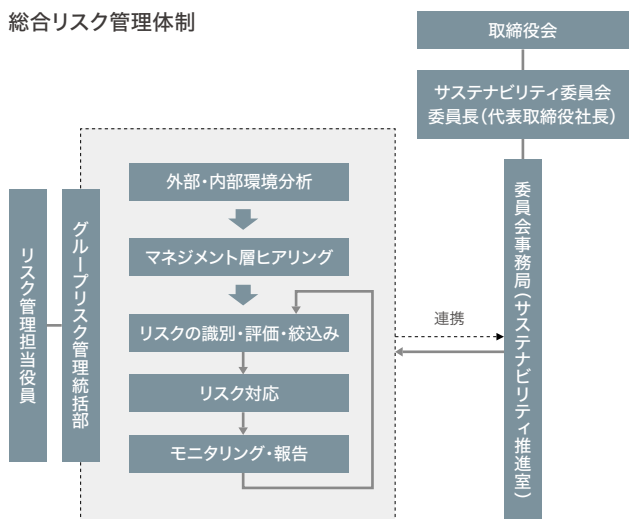 総合リスク管理体制
取締役会
サステナビリティ委員会
委員長(代表取締役社長)
外部・内部環境分析
マネジメント層ヒアリング
リスクの識別・評価・絞込み
リスク対応
モニタリング・報告
リスク管理担当役員
グループリスク管理統括部
連携
委員会事務局(サステナビリティ推進室)